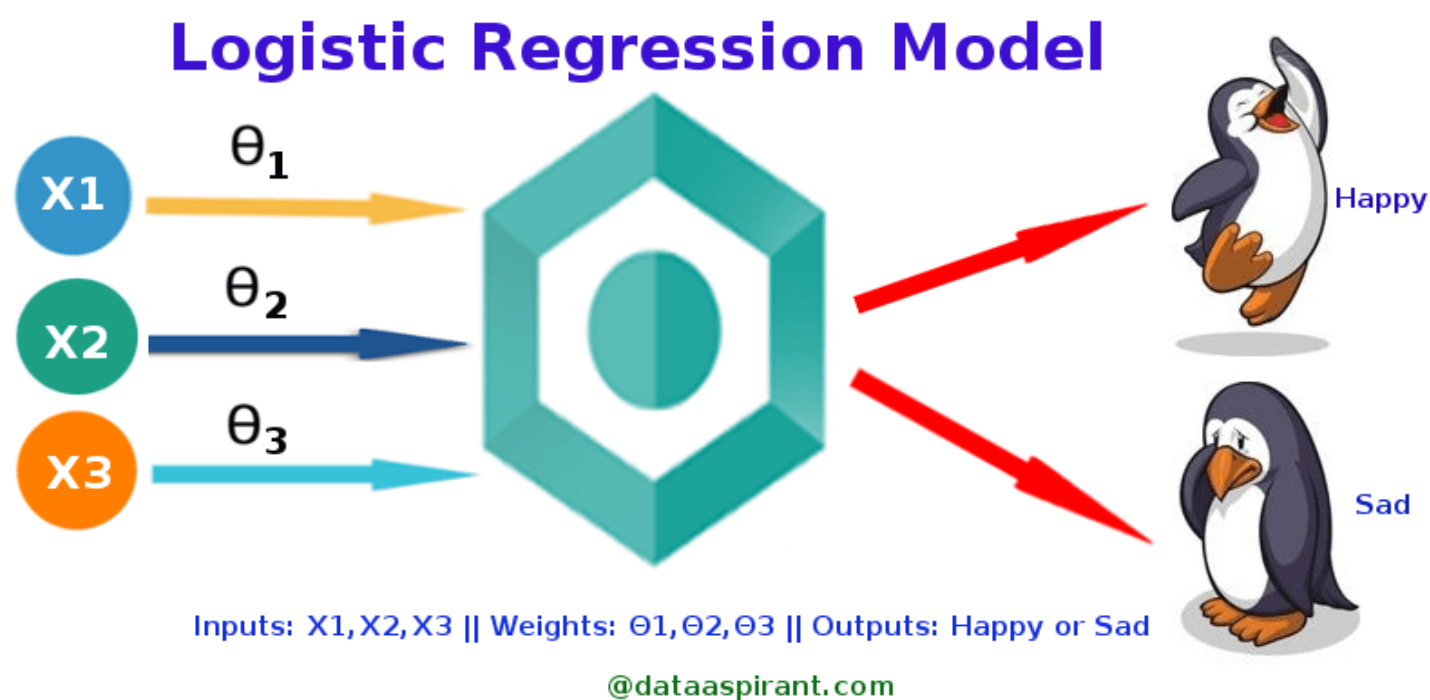 Logistic Regression Model
X1
θ1
X2
θ2
X3
θ3
Happy
Sad
Inputs: X1,X2,X3 || Weights: Θ1,Θ2,Θ3 || Outputs: Happy or Sad
@dataaspirant.com